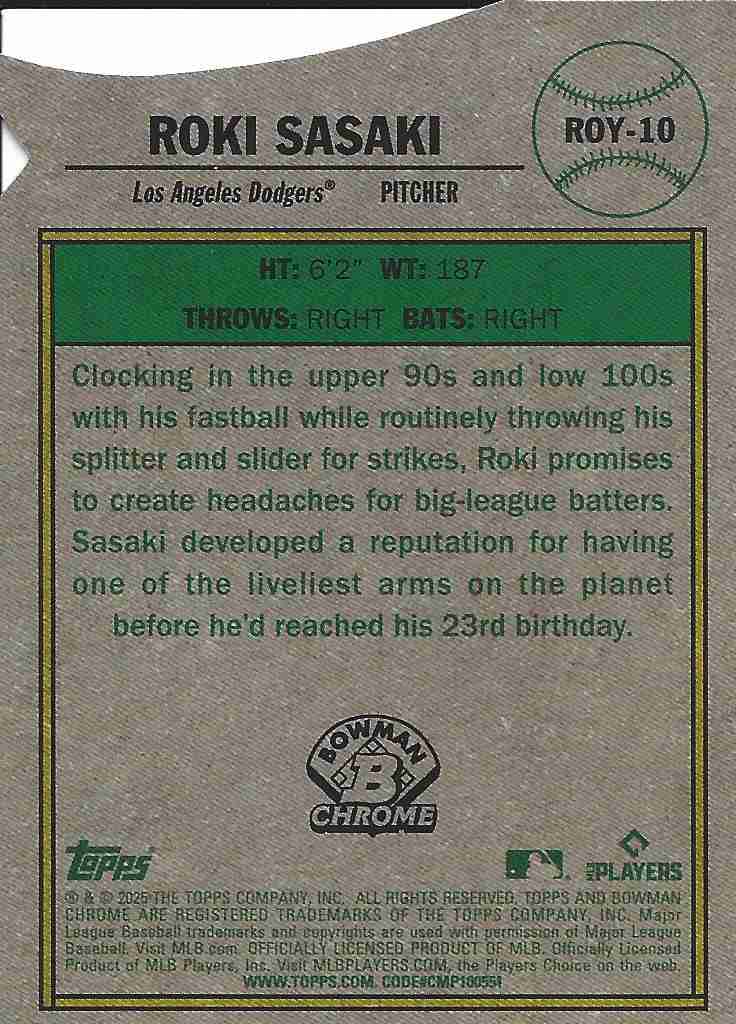 ROKI SASAKI
ROY-10
Los Angeles Dodgers® PITCHER
HT: 6'2" WT: 187
THROWS: RIGHT BATS: RIGHT
Clocking in the upper 90s and low 100s
with his fastball while routinely throwing his
splitter and slider for strikes, Roki promises
to create headaches for big-league batters.
Sasaki developed a reputation for having
one of the liveliest arms on the planet
before he'd reached his 23rd birthday.
BOWMAN
B
CHROME
topps
MLB PLAYERS
® & © 2025 THE TOPPS COMPANY, INC. ALL RIGHTS RESERVED. TOPPS AND BOWMAN
CHROME ARE REGISTERED TRADEMARKS OF THE TOPPS COMPANY, INC. Major
League Baseball trademarks and copyrights are used with permission of Major League
Baseball. Visit MLB.com. OFFICIALLY LICENSED PRODUCT OF MLB. Officially Licensed
Product of MLB Players, Inc. Visit MLBPLAYERS.COM, the Players Choice on the web.
WWW.TOPPS.COM. CODE#CMP100551